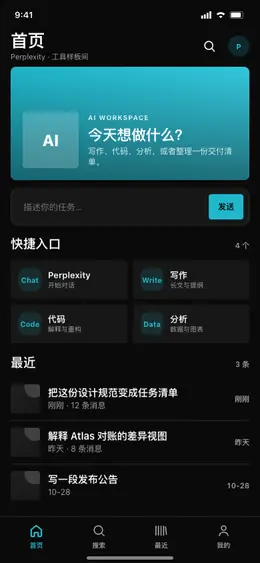 9:41
首页
Perplexity · 工具样板间
P
AI
AI WORKSPACE
今天想做什么?
写作、代码、分析，或者整理一份交付清
单。
描述你的任务...
发送
快捷入口
4 个
Chat
Perplexity
开始对话
Write
写作
长文与提纲
Code
代码
解释与重构
Data
分析
数据与图表
最近
3 条
把这份设计规范变成任务清单
刚刚 · 12 条消息
刚刚
解释 Atlas 对账的差异视图
昨天 · 8 条消息
昨天
写一段发布公告
10-28
10-28
首页
搜索
最近
我的